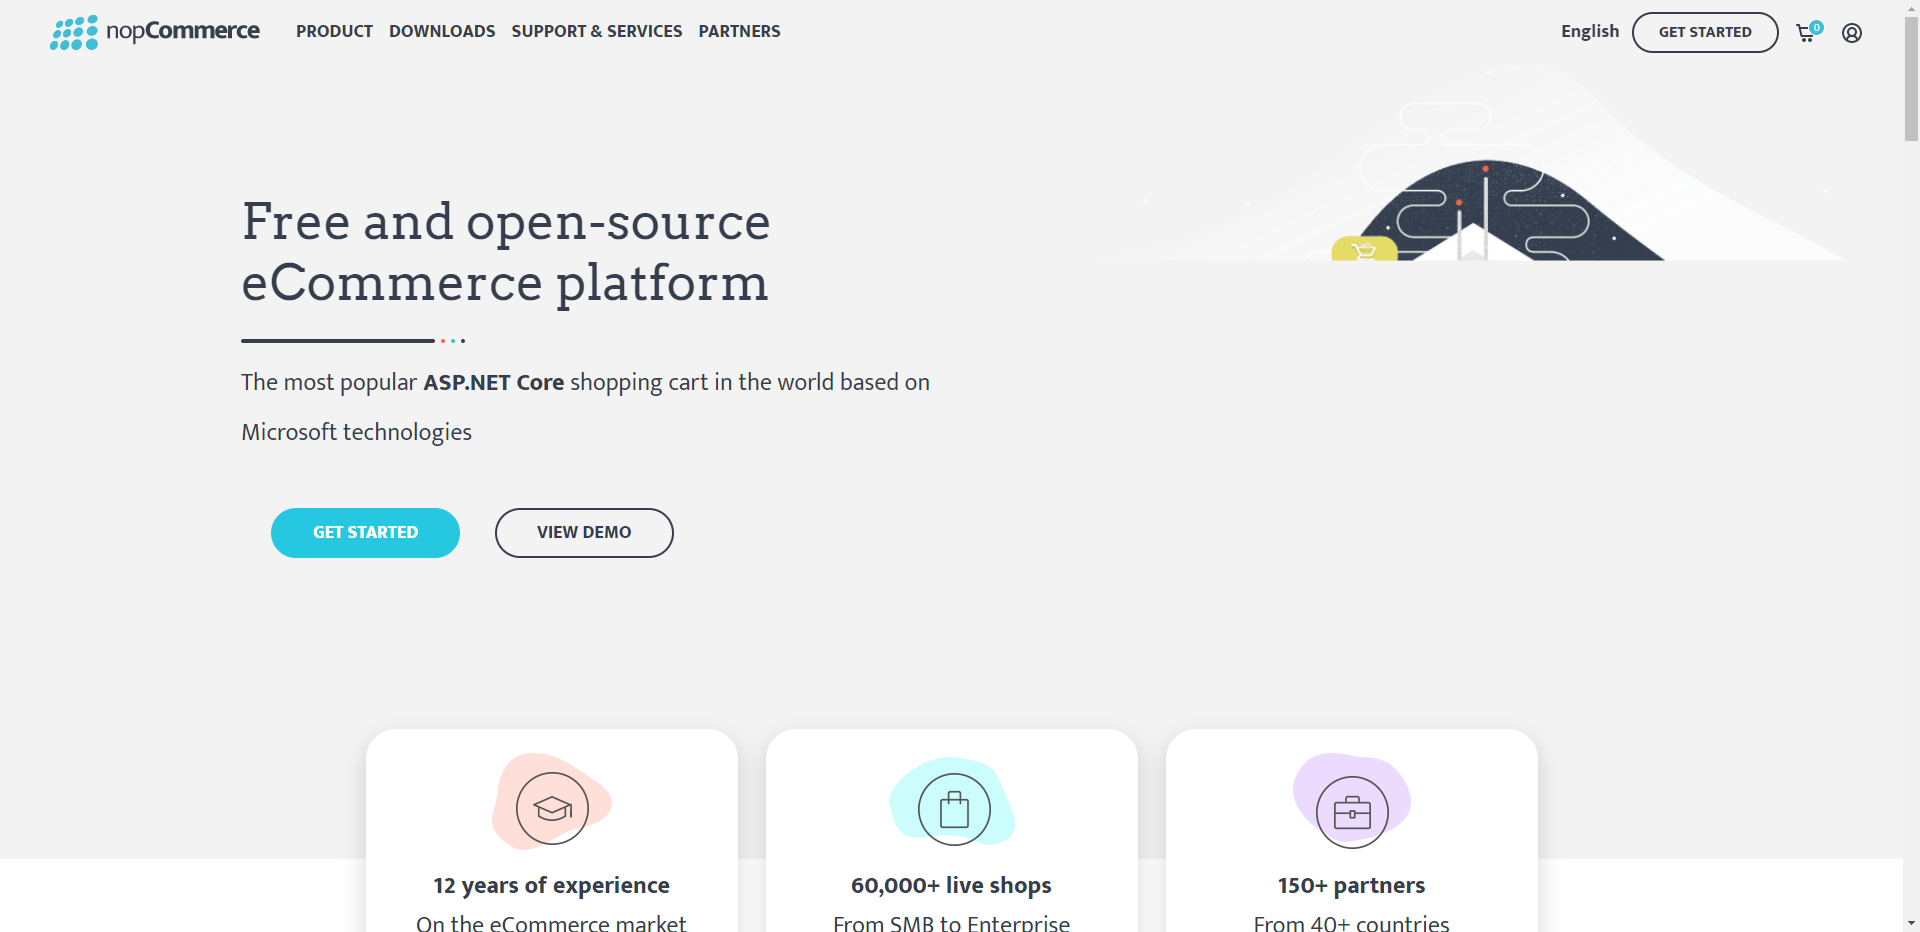 nopCommerce
PRODUCT DOWNLOADS SUPPORT & SERVICES PARTNERS
English GET STARTED 0
Free and open-source
eCommerce platform
The most popular ASP.NET Core shopping cart in the world based on
Microsoft technologies
GET STARTED VIEW DEMO
12 years of experience
On the eCommerce market
60,000+ live shops
From SMB to Enterprise
150+ partners
From 40+ countries